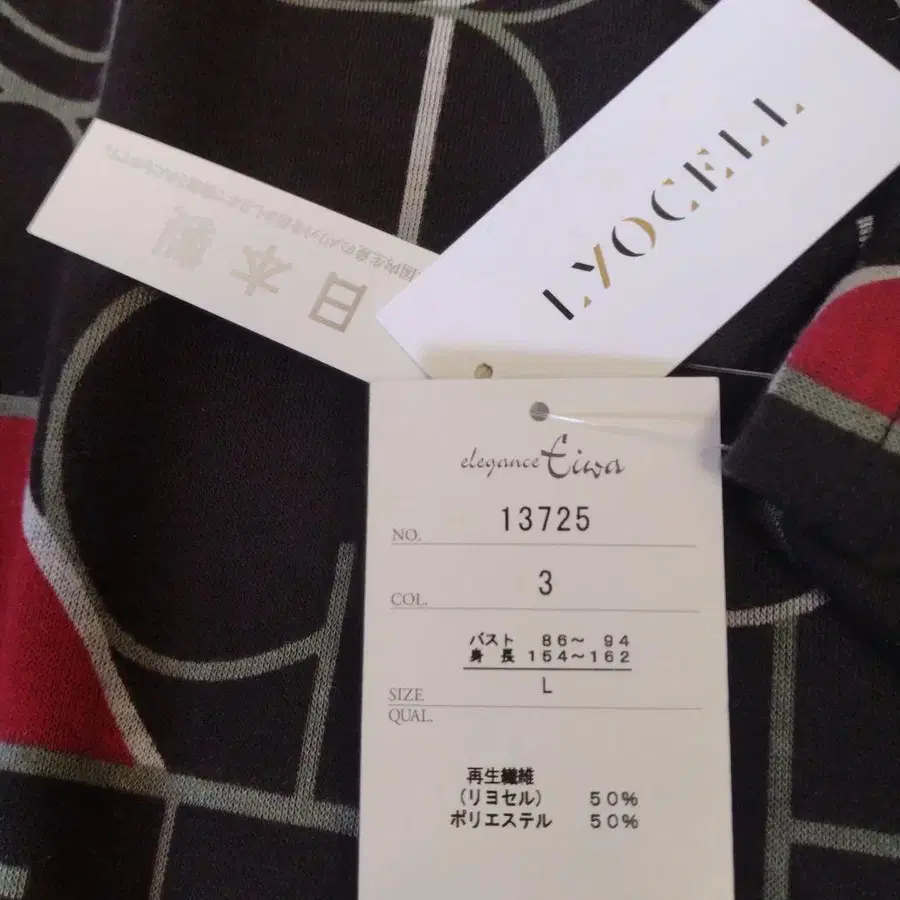 LYOCELL
日本製
elegance Eiwa
NO. 13725
COL. 3
バスト 86～ 94
身 長 154～162
SIZE L
QUAL.
再生繊維
(リヨセル) 50%
ポリエステル 50%